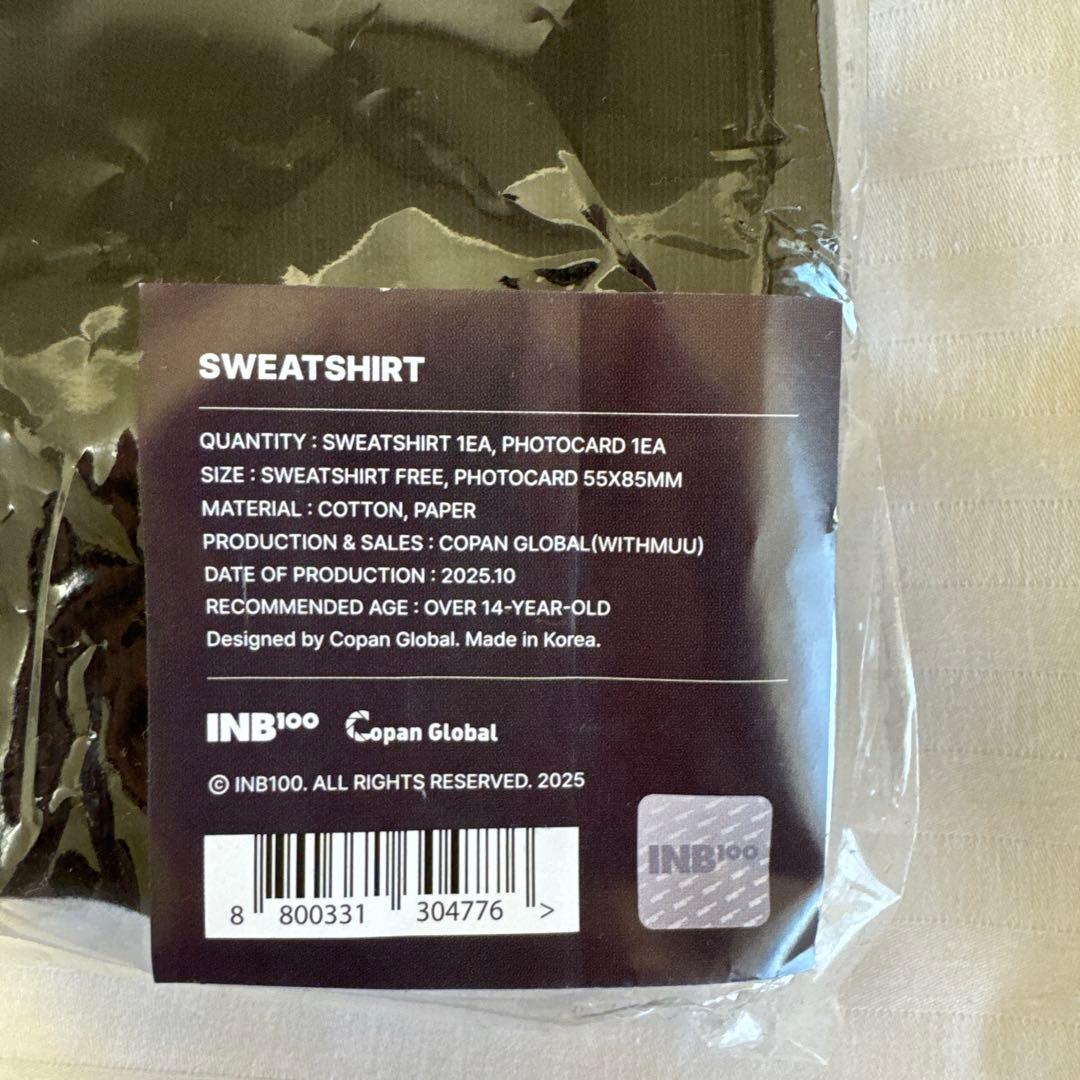 SWEATSHIRT
QUANTITY : SWEATSHIRT 1EA, PHOTOCARD 1EA
SIZE : SWEATSHIRT FREE, PHOTOCARD 55X85MM
MATERIAL : COTTON, PAPER
PRODUCTION & SALES : COPAN GLOBAL(WITHMUU)
DATE OF PRODUCTION : 2025.10
RECOMMENDED AGE : OVER 14-YEAR-OLD
Designed by Copan Global. Made in Korea.
INB100 Copan Global
© INB100. ALL RIGHTS RESERVED. 2025
INB100
8 800331 304776 >